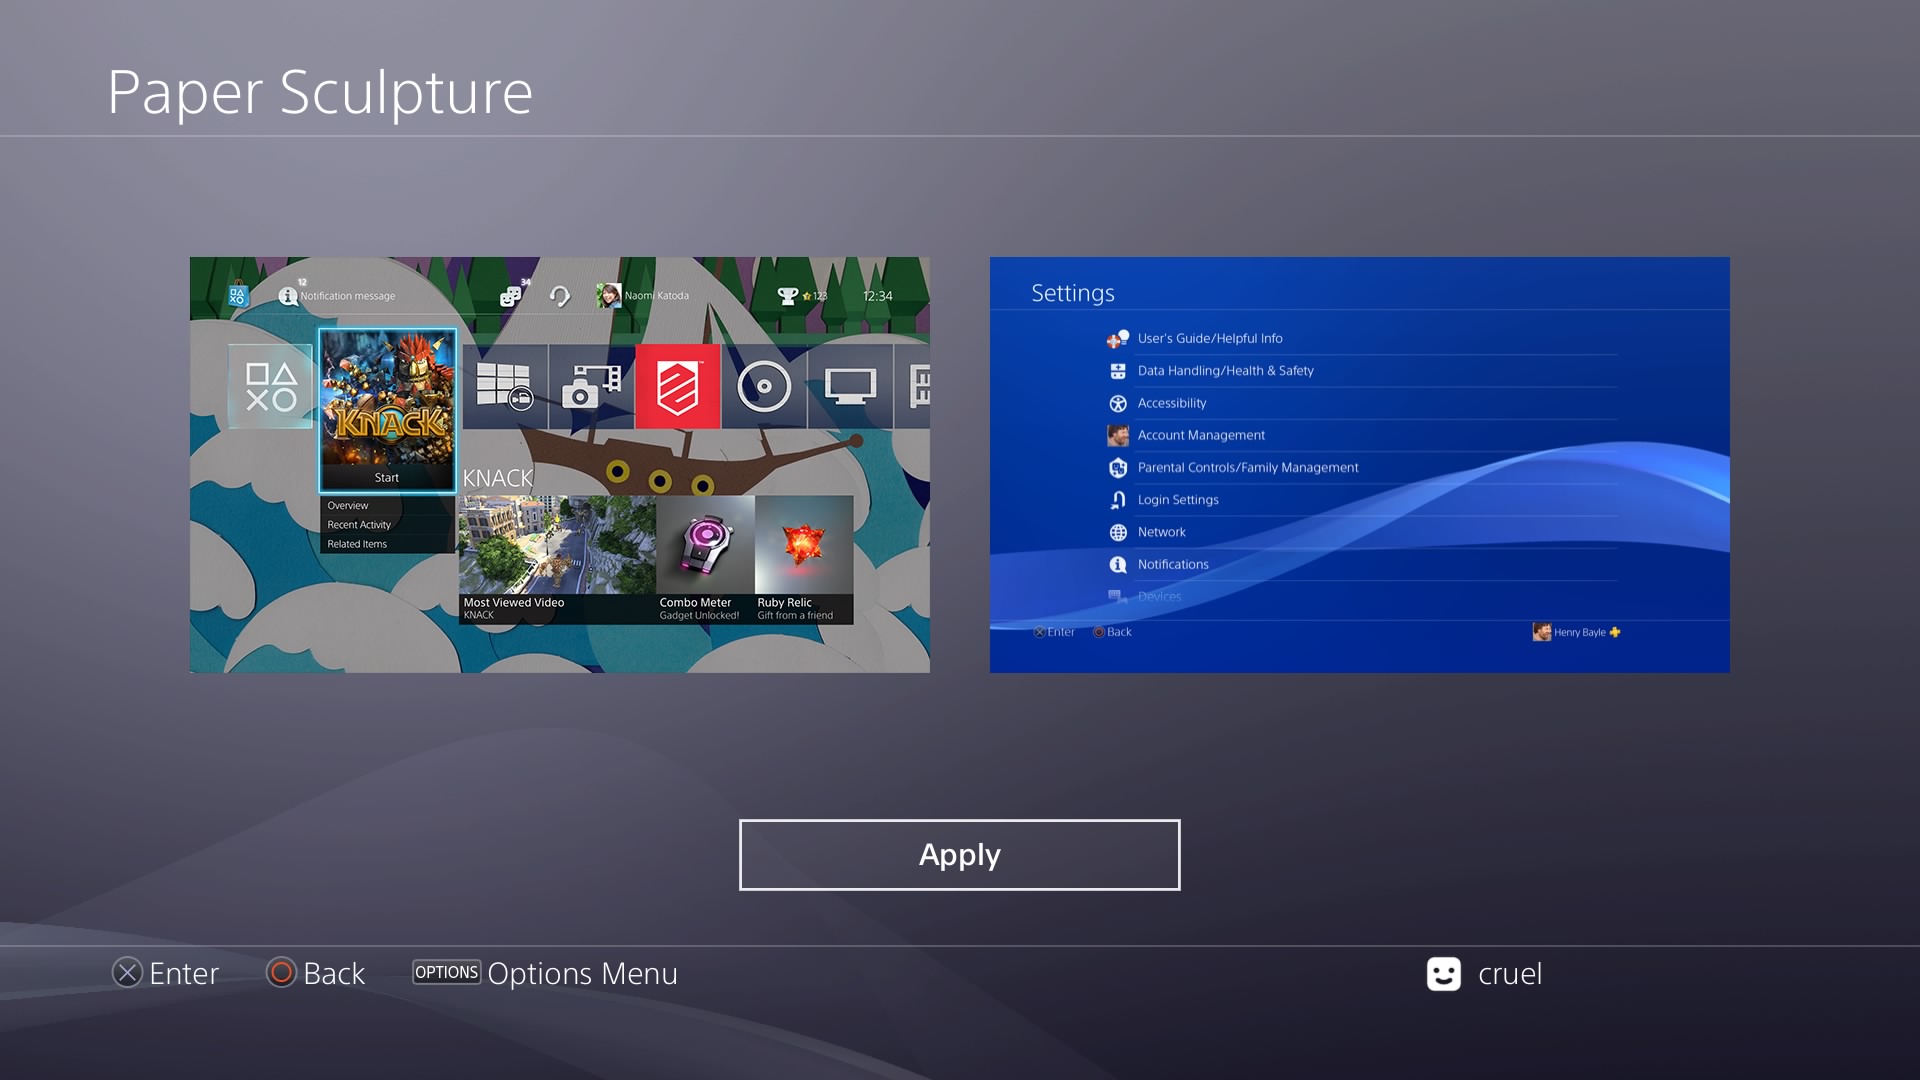 Paper Sculpture
12
Notification message
34
Naomi Katoda
123
12:34
KNACK
Start
Overview
Recent Activity
Related Items
KNACK
Most Viewed Video
KNACK
Combo Meter
Gadget Unlocked!
Ruby Relic
Gift from a friend
Settings
User's Guide/Helpful Info
Data Handling/Health & Safety
Accessibility
Account Management
Parental Controls/Family Management
Login Settings
Network
Notifications
Devices
Enter
Back
Henry Bayle
Apply
Enter
Back
OPTIONS Options Menu
cruel